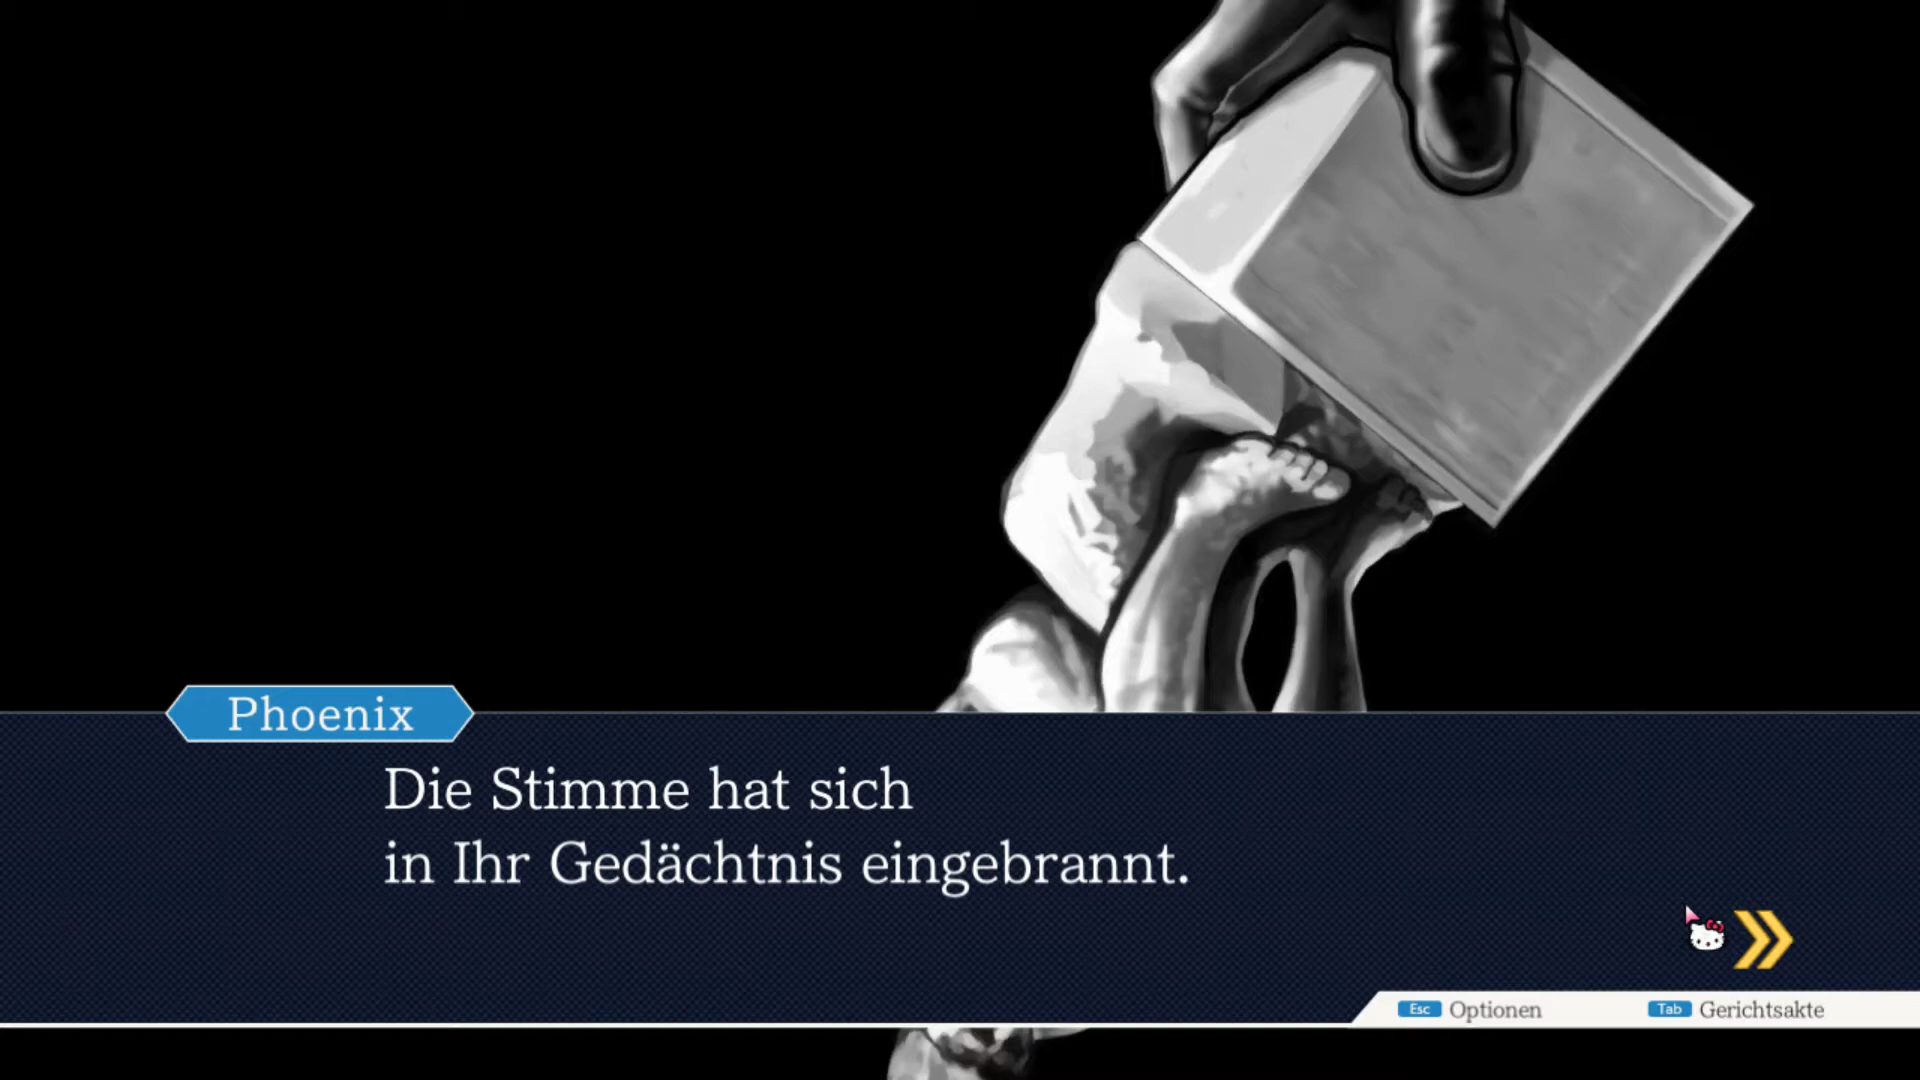 Phoenix
Die Stimme hat sich
in Ihr Gedächtnis eingebrannt.
Esc Optionen Tab Gerichtsakte